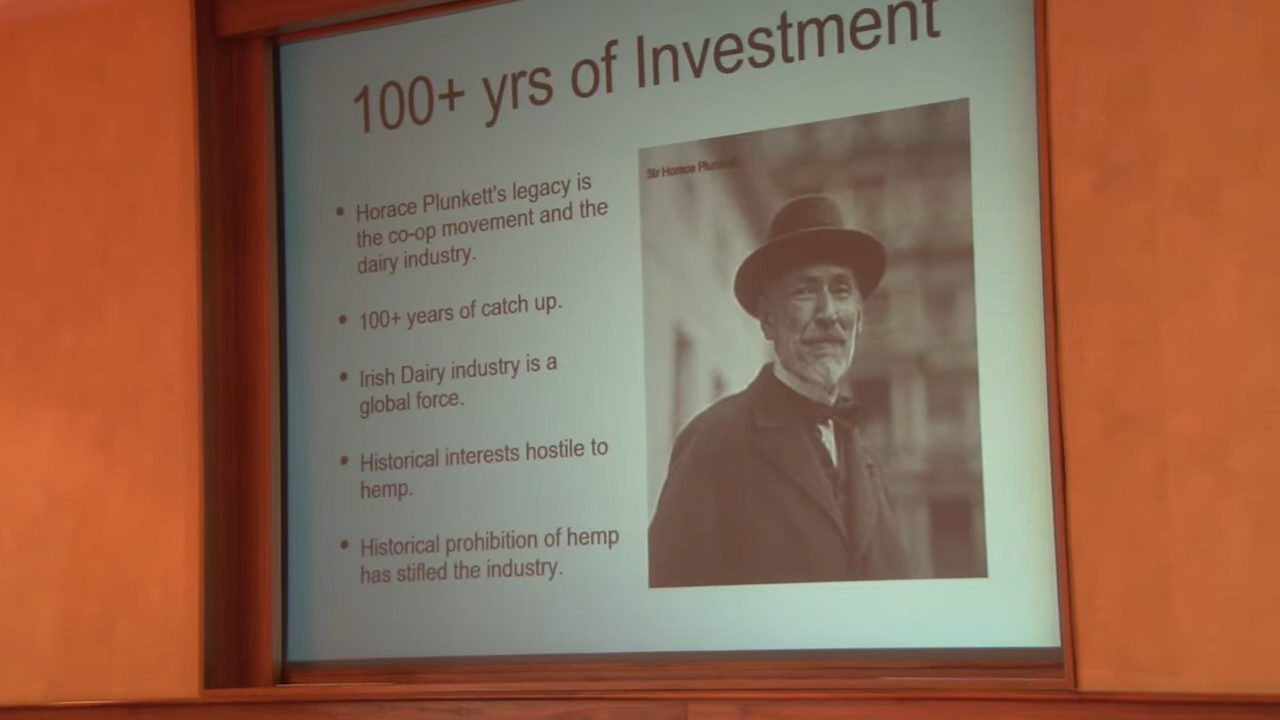 100+ yrs of Investment
Sir Horace Plunkett
• Horace Plunkett's legacy is
the co-op movement and the
dairy industry.
• 100+ years of catch up.
• Irish Dairy industry is a
global force.
• Historical interests hostile to
hemp.
• Historical prohibition of hemp
has stifled the industry.